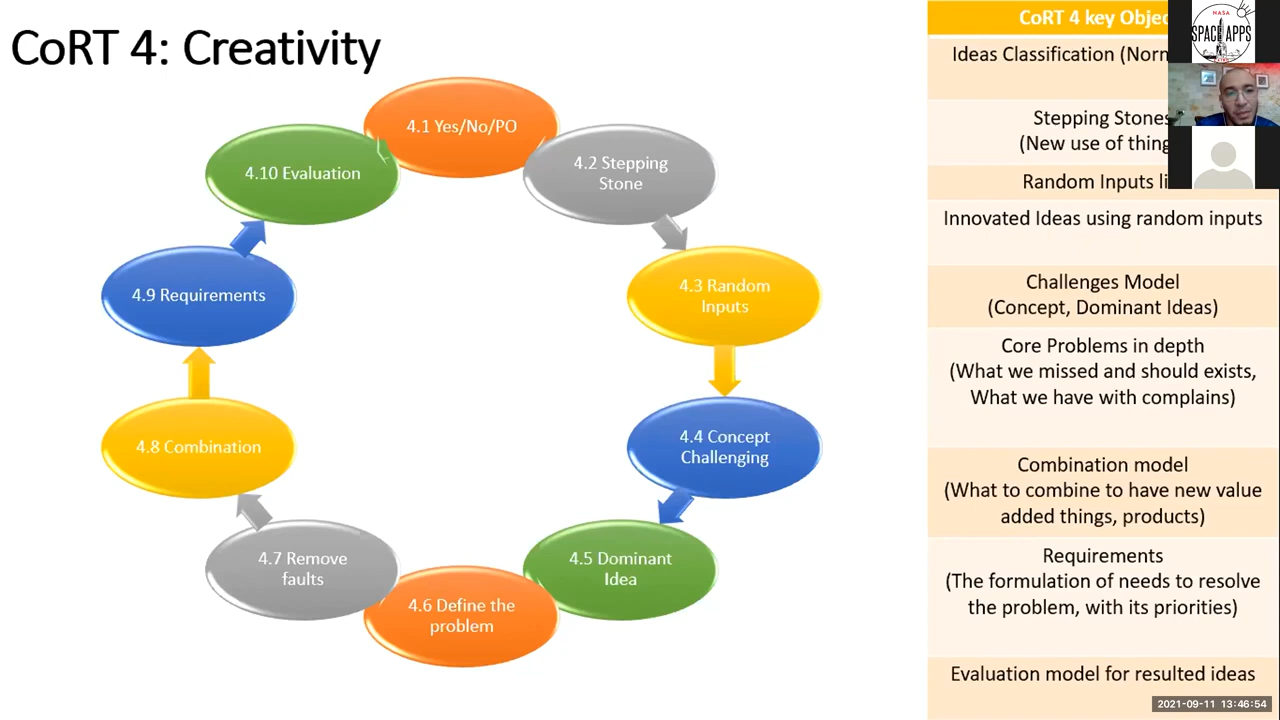 CoRT 4: Creativity
4.1 Yes/No/PO
4.2 Stepping
Stone
4.3 Random
Inputs
4.4 Concept
Challenging
4.5 Dominant
Idea
4.6 Define the
problem
4.7 Remove
faults
4.8 Combination
4.9 Requirements
4.10 Evaluation
CoRT 4 key
Ideas Classification
Stepping Stones
(New use of
Random Inputs
Innovated Ideas using random inputs
Challenges Model
(Concept, Dominant Ideas)
Core Problems in depth
(What we missed and should exists,
What we have with complains)
Combination model
(What to combine to have new value
added things, products)
Requirements
(The formulation of needs to resolve
the problem, with its priorities)
Evaluation model for resulted ideas
NASA
SPACE APPS
2021-09-11 13:46:54